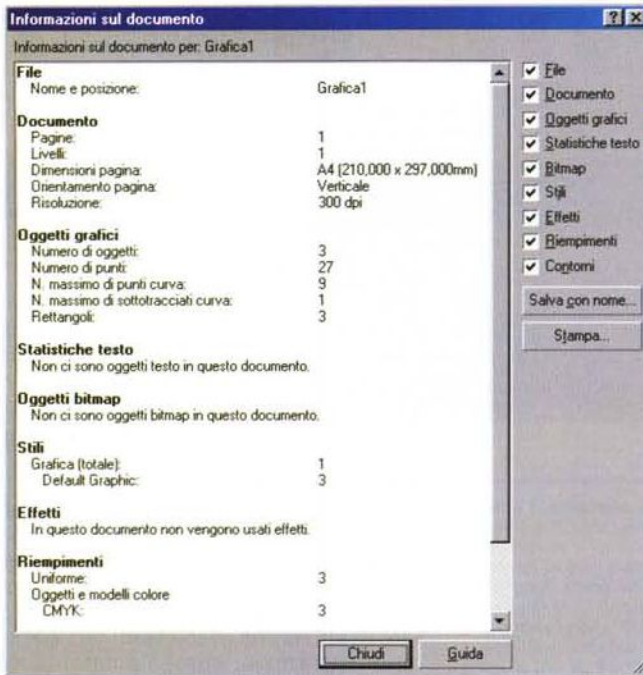 Informazioni sul documento
Informazioni sul documento per: Grafica1
File
Nome e posizione: Grafica1
Documento
Pagine: 1
Livelli: 1
Dimensioni pagina: A4 (210,000 x 297,000mm)
Orientamento pagina: Verticale
Risoluzione: 300 dpi
Oggetti grafici
Numero di oggetti: 3
Numero di punti: 27
N. massimo di punti curva: 9
N. massimo di sottotracciati curva: 1
Rettangoli: 3
Statistiche testo
Non ci sono oggetti testo in questo documento.
Oggetti bitmap
Non ci sono oggetti bitmap in questo documento.
Stili
Grafica (totale): 1
Default Graphic: 3
Effetti
In questo documento non vengono usati effetti.
Riempimenti
Uniforme: 3
Oggetti e modelli colore
CMYK: 3
File
Documento
Oggetti grafici
Statistiche testo
Bitmap
Stili
Effetti
Riempimenti
Contorni
Salva con nome...
Stampa...
Chiudi
Guida